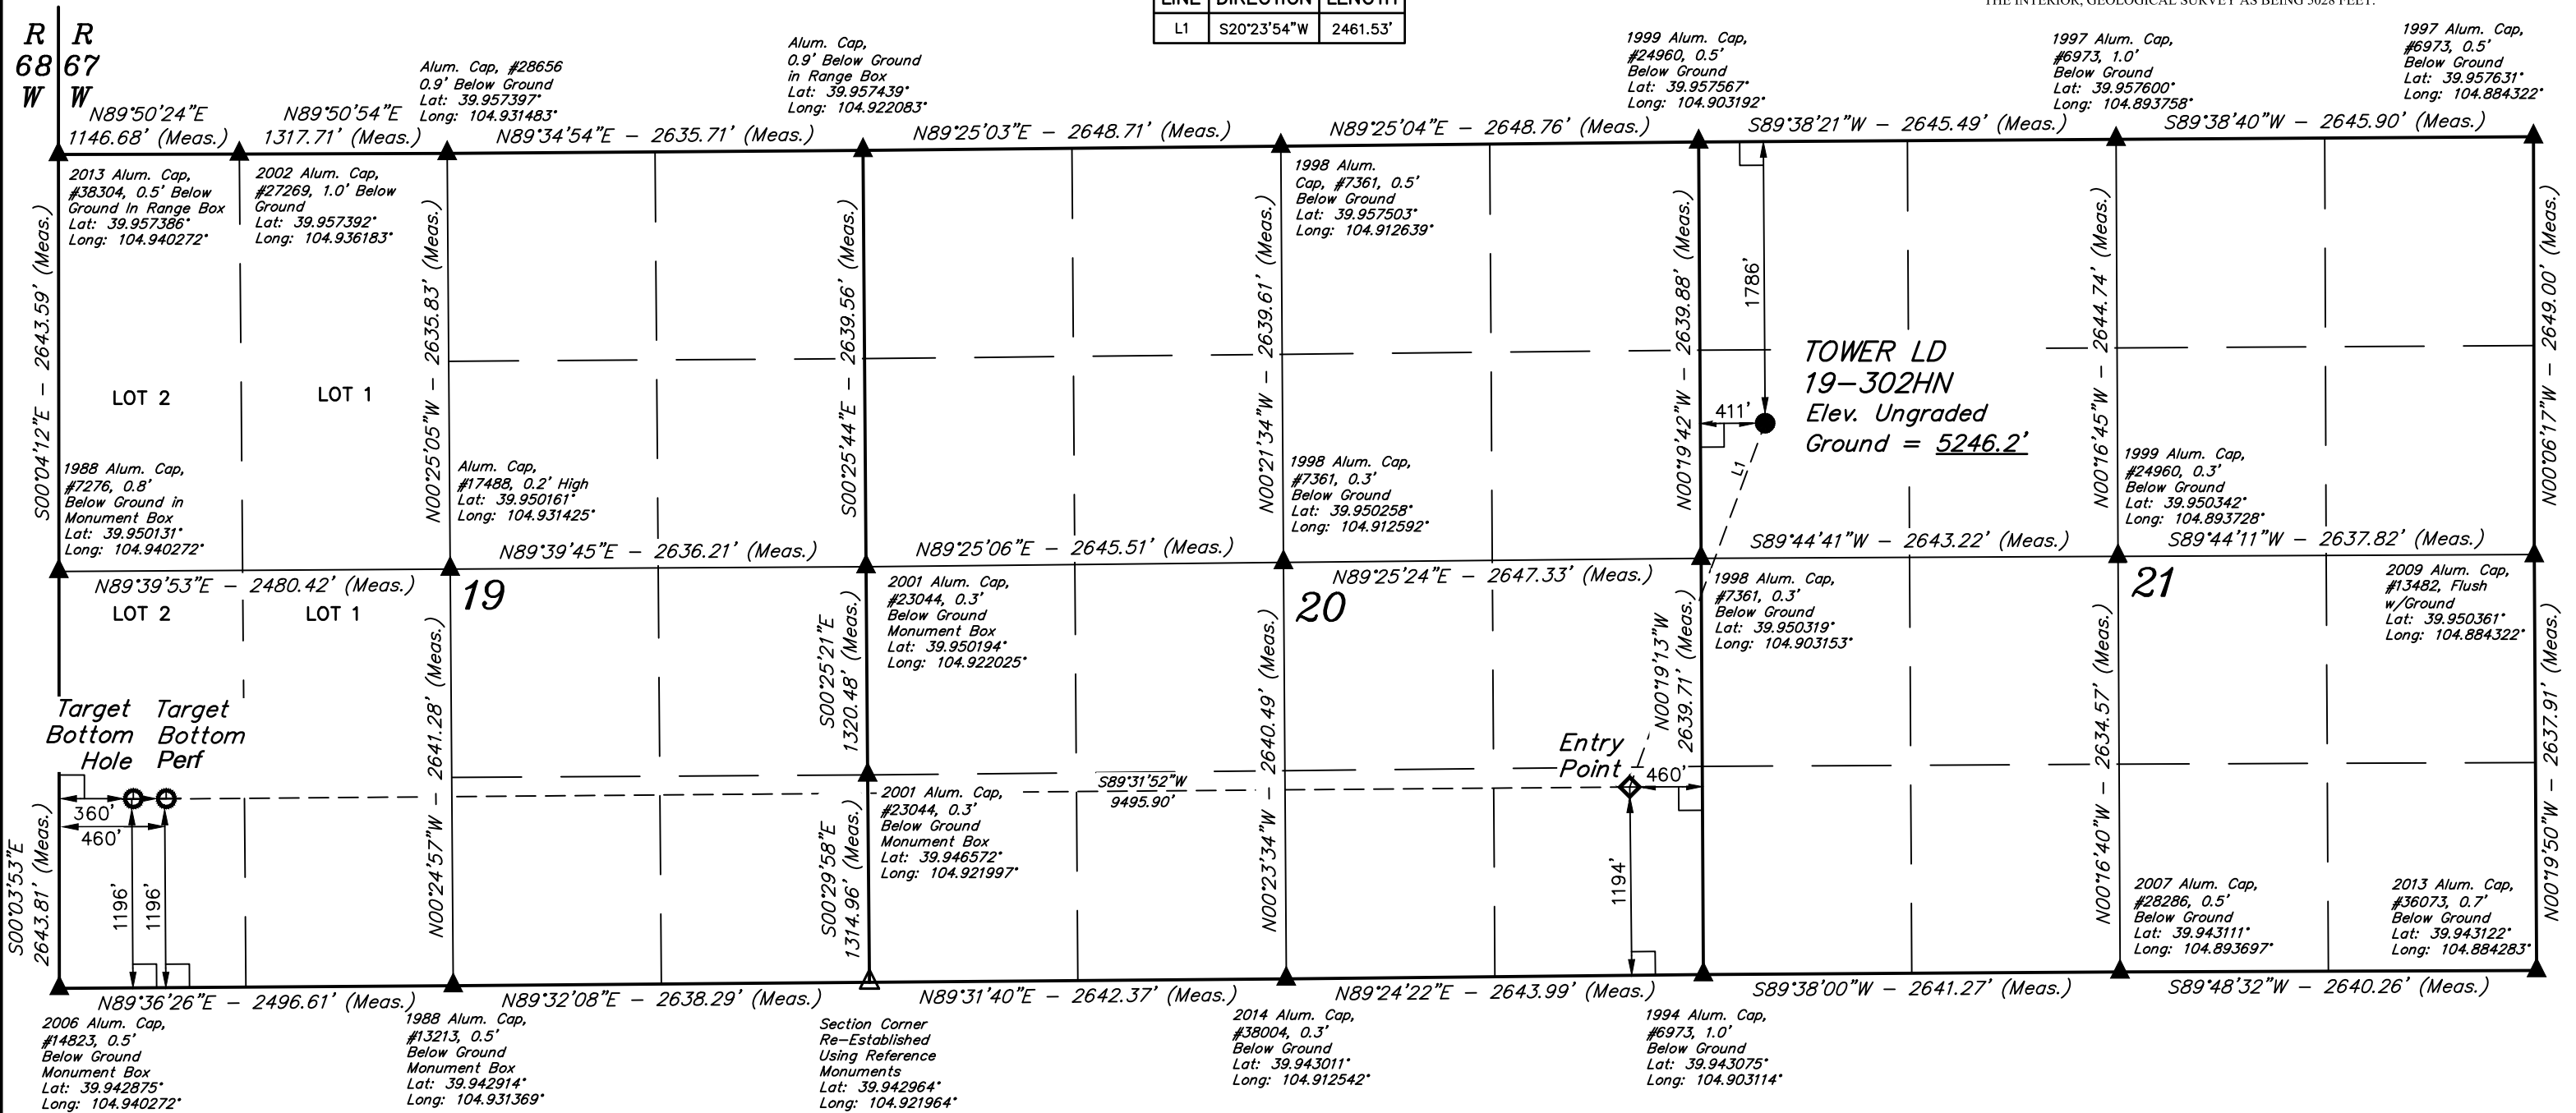 LINE DIRECTION LENGTH
L1 S20°23'54"W 2461.53'
THE INTERIOR, GEOLOGICAL SURVEY AS BEING 5028 FEET.
R R
68 67
W W
N89°50'24"E
1146.68' (Meas.)
N89°50'54"E
1317.71' (Meas.)
Alum. Cap, #28656
0.9' Below Ground
Lat: 39.957397°
Long: 104.931483°
N89°34'54"E - 2635.71' (Meas.)
Alum. Cap,
0.9' Below Ground
in Range Box
Lat: 39.957439°
Long: 104.922083°
N89°25'03"E - 2648.71' (Meas.)
N89°25'04"E - 2648.76' (Meas.)
1999 Alum. Cap,
#24960, 0.5'
Below Ground
Lat: 39.957567°
Long: 104.903192°
S89°38'21"W - 2645.49' (Meas.)
1997 Alum. Cap,
#6973, 1.0'
Below Ground
Lat: 39.957600°
Long: 104.893758°
S89°38'40"W - 2645.90' (Meas.)
1997 Alum. Cap,
#6973, 0.5'
Below Ground
Lat: 39.957631°
Long: 104.884322°
2013 Alum. Cap,
#38304, 0.5' Below
Ground In Range Box
Lat: 39.957386°
Long: 104.940272°
2002 Alum. Cap,
#27269, 1.0' Below
Ground
Lat: 39.957392°
Long: 104.936183°
1998 Alum.
Cap, #7361, 0.5'
Below Ground
Lat: 39.957503°
Long: 104.912639°
S00°04'12"E - 2643.59' (Meas.)
N00°25'05"W - 2635.83' (Meas.)
S00°25'44"E - 2639.56' (Meas.)
N00°21'34"W - 2639.61' (Meas.)
N00°19'42"W - 2639.88' (Meas.)
1786'
411'
L1
TOWER LD
19-302HN
Elev. Ungraded
Ground = 5246.2'
N00°16'45"W - 2644.74' (Meas.)
N00°06'17"W - 2649.00' (Meas.)
LOT 2
LOT 1
1988 Alum. Cap,
#7276, 0.8'
Below Ground in
Monument Box
Lat: 39.950131°
Long: 104.940272°
Alum. Cap,
#17488, 0.2' High
Lat: 39.950161°
Long: 104.931425°
1998 Alum. Cap,
#7361, 0.3'
Below Ground
Lat: 39.950258°
Long: 104.912592°
1999 Alum. Cap,
#24960, 0.3'
Below Ground
Lat: 39.950342°
Long: 104.893728°
N89°39'53"E - 2480.42' (Meas.)
N89°39'45"E - 2636.21' (Meas.)
N89°25'06"E - 2645.51' (Meas.)
N89°25'24"E - 2647.33' (Meas.)
S89°44'41"W - 2643.22' (Meas.)
S89°44'11"W - 2637.82' (Meas.)
LOT 2
LOT 1
19
20
21
2001 Alum. Cap,
#23044, 0.3'
Below Ground
Monument Box
Lat: 39.950194°
Long: 104.922025°
1998 Alum. Cap,
#7361, 0.3'
Below Ground
Lat: 39.950319°
Long: 104.903153°
2009 Alum. Cap,
#13482, Flush
w/Ground
Lat: 39.950361°
Long: 104.884322°
Target
Bottom
Hole
Target
Bottom
Perf
360'
460'
1196'
1196'
S00°03'53"E
2643.81' (Meas.)
N00°24'57"W - 2641.28' (Meas.)
S00°25'21"E
1320.48' (Meas.)
S00°29'58"E
1314.96' (Meas.)
2001 Alum. Cap,
#23044, 0.3'
Below Ground
Monument Box
Lat: 39.946572°
Long: 104.921997°
S89°31'52"W
9495.90'
N00°23'34"W - 2640.49' (Meas.)
Entry
Point
460'
1194'
N00°19'13"W
2639.71' (Meas.)
N00°16'40"W - 2634.57' (Meas.)
N00°19'50"W - 2637.91' (Meas.)
2007 Alum. Cap,
#28286, 0.5'
Below Ground
Lat: 39.943111°
Long: 104.893697°
2013 Alum. Cap,
#36073, 0.7'
Below Ground
Lat: 39.943122°
Long: 104.884283°
N89°36'26"E - 2496.61' (Meas.)
N89°32'08"E - 2638.29' (Meas.)
N89°31'40"E - 2642.37' (Meas.)
N89°24'22"E - 2643.99' (Meas.)
S89°38'00"W - 2641.27' (Meas.)
S89°48'32"W - 2640.26' (Meas.)
2006 Alum. Cap,
#14823, 0.5'
Below Ground
Monument Box
Lat: 39.942875°
Long: 104.940272°
1988 Alum. Cap,
#13213, 0.5'
Below Ground
Monument Box
Lat: 39.942914°
Long: 104.931369°
Section Corner
Re-Established
Using Reference
Monuments
Lat: 39.942964°
Long: 104.921964°
2014 Alum. Cap,
#38004, 0.3'
Below Ground
Lat: 39.943011°
Long: 104.912542°
1994 Alum. Cap,
#6973, 1.0'
Below Ground
Lat: 39.943075°
Long: 104.903114°